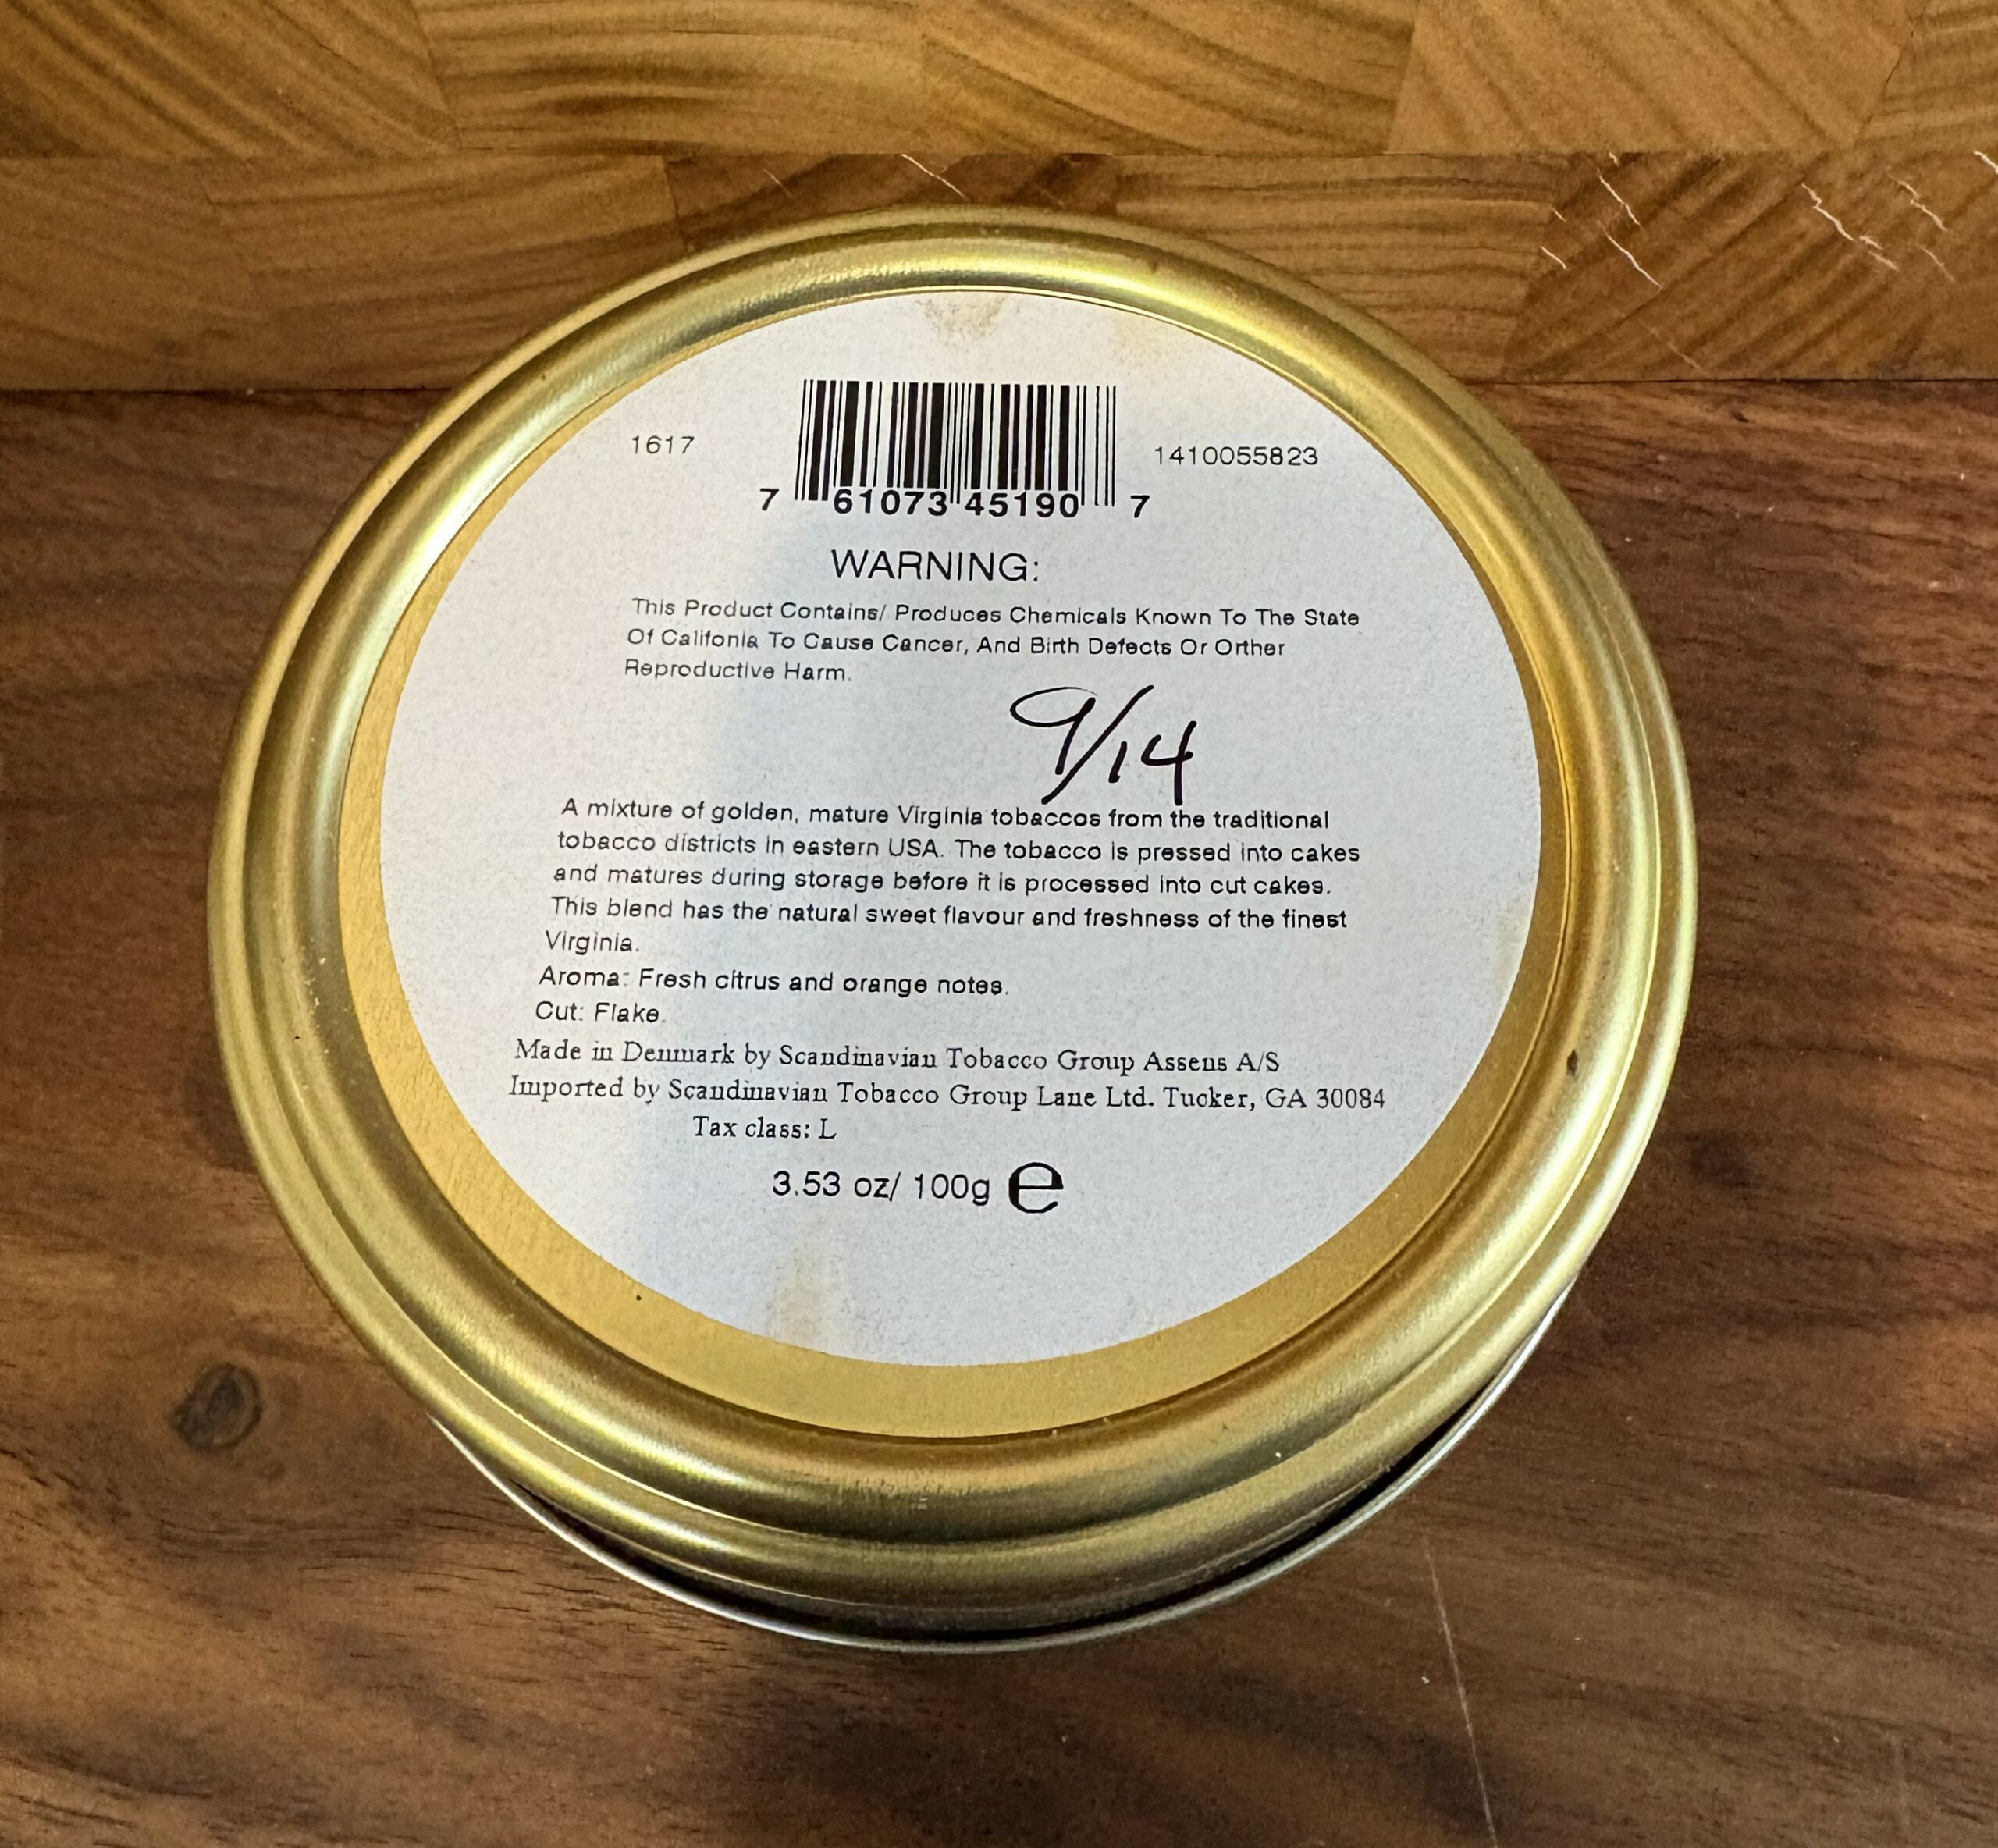 1617
1410055823
7 61073 45190 7
WARNING:
This Product Contains/ Produces Chemicals Known To The State
Of Califonia To Cause Cancer, And Birth Defects Or Orther
Reproductive Harm.
9/14
A mixture of golden, mature Virginia tobaccos from the traditional
tobacco districts in eastern USA. The tobacco is pressed into cakes
and matures during storage before it is processed into cut cakes.
This blend has the natural sweet flavour and freshness of the finest
Virginia.
Aroma: Fresh citrus and orange notes.
Cut: Flake.
Made in Denmark by Scandinavian Tobacco Group Assens A/S
Imported by Scandinavian Tobacco Group Lane Ltd. Tucker, GA 30084
Tax class: L
3.53 oz/ 100g ℮